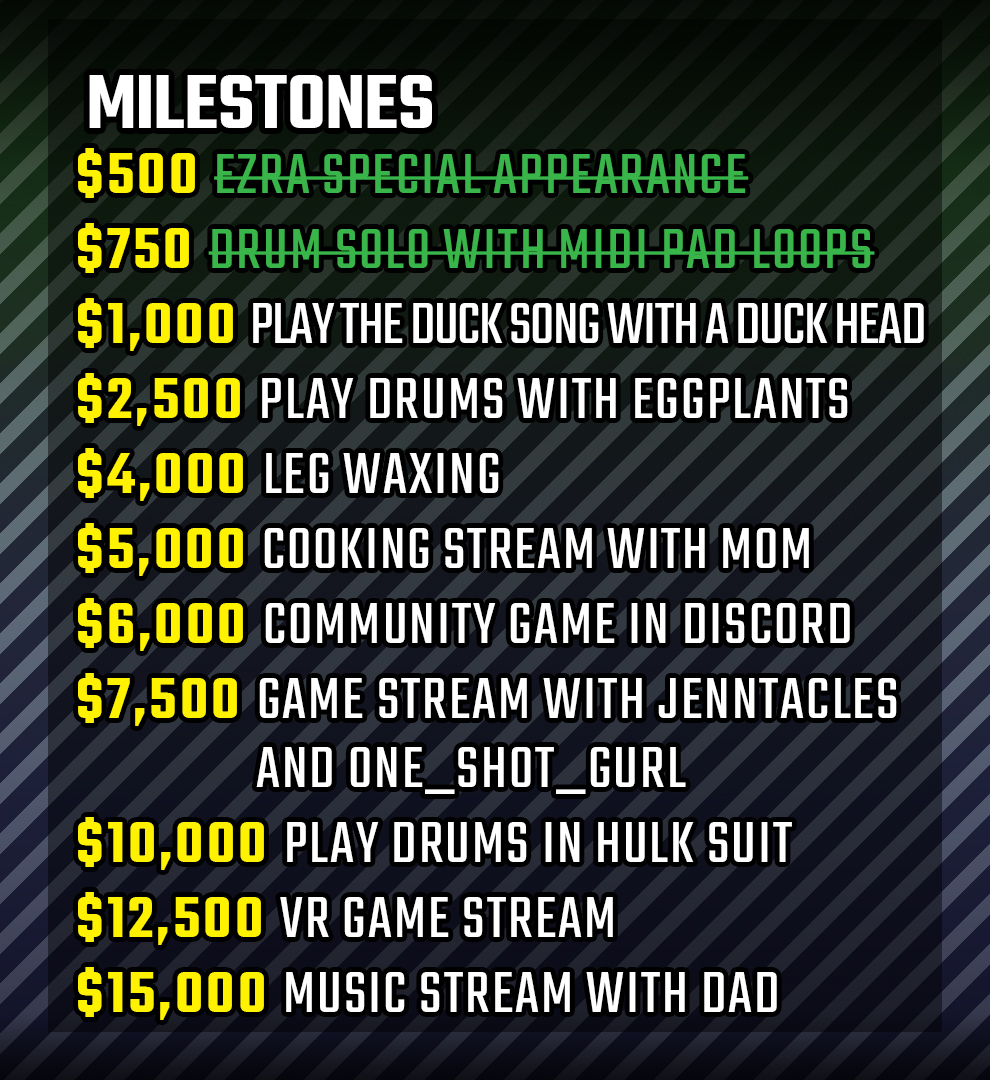 MILESTONES
$500 EZRA SPECIAL APPEARANCE
$750 DRUM SOLO WITH MIDI PAD LOOPS
$1,000 PLAY THE DUCK SONG WITH A DUCK HEAD
$2,500 PLAY DRUMS WITH EGGPLANTS
$4,000 LEG WAXING
$5,000 COOKING STREAM WITH MOM
$6,000 COMMUNITY GAME IN DISCORD
$7,500 GAME STREAM WITH JENNTACLES
AND ONE_SHOT_GURL
$10,000 PLAY DRUMS IN HULK SUIT
$12,500 VR GAME STREAM
$15,000 MUSIC STREAM WITH DAD